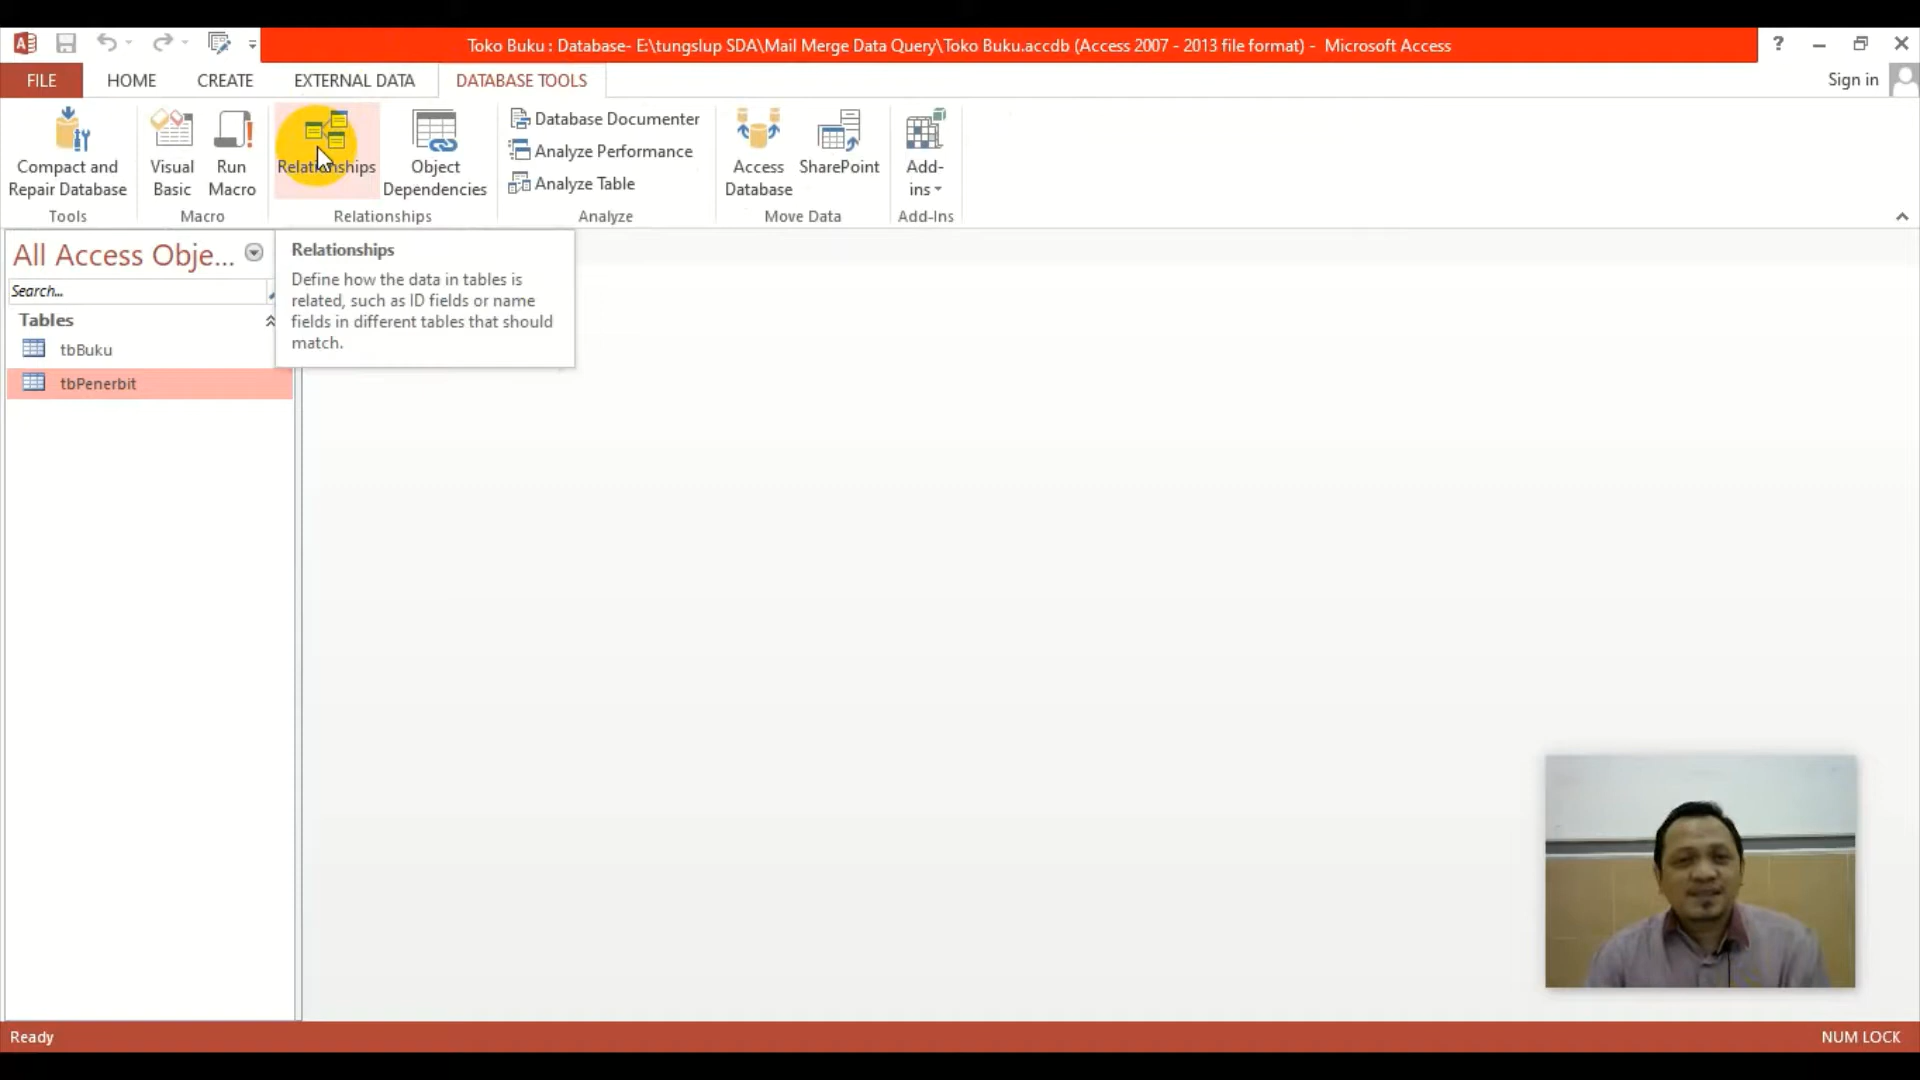 Toko Buku : Database- E:\tungslup SDA\Mail Merge Data Query\Toko Buku.accdb (Access 2007 - 2013 file format) - Microsoft Access
?
FILE HOME CREATE EXTERNAL DATA DATABASE TOOLS
Sign in
Compact and
Repair Database
Visual
Basic
Run
Macro
Relationships
Object
Dependencies
Database Documenter
Analyze Performance
Analyze Table
Access
Database
SharePoint
Add-
ins
Tools
Macro
Relationships
Analyze
Move Data
Add-Ins
All Access Obje...
Search...
Tables
tbBuku
tbPenerbit
Relationships
Define how the data in tables is
related, such as ID fields or name
fields in different tables that should
match.
Ready
NUM LOCK